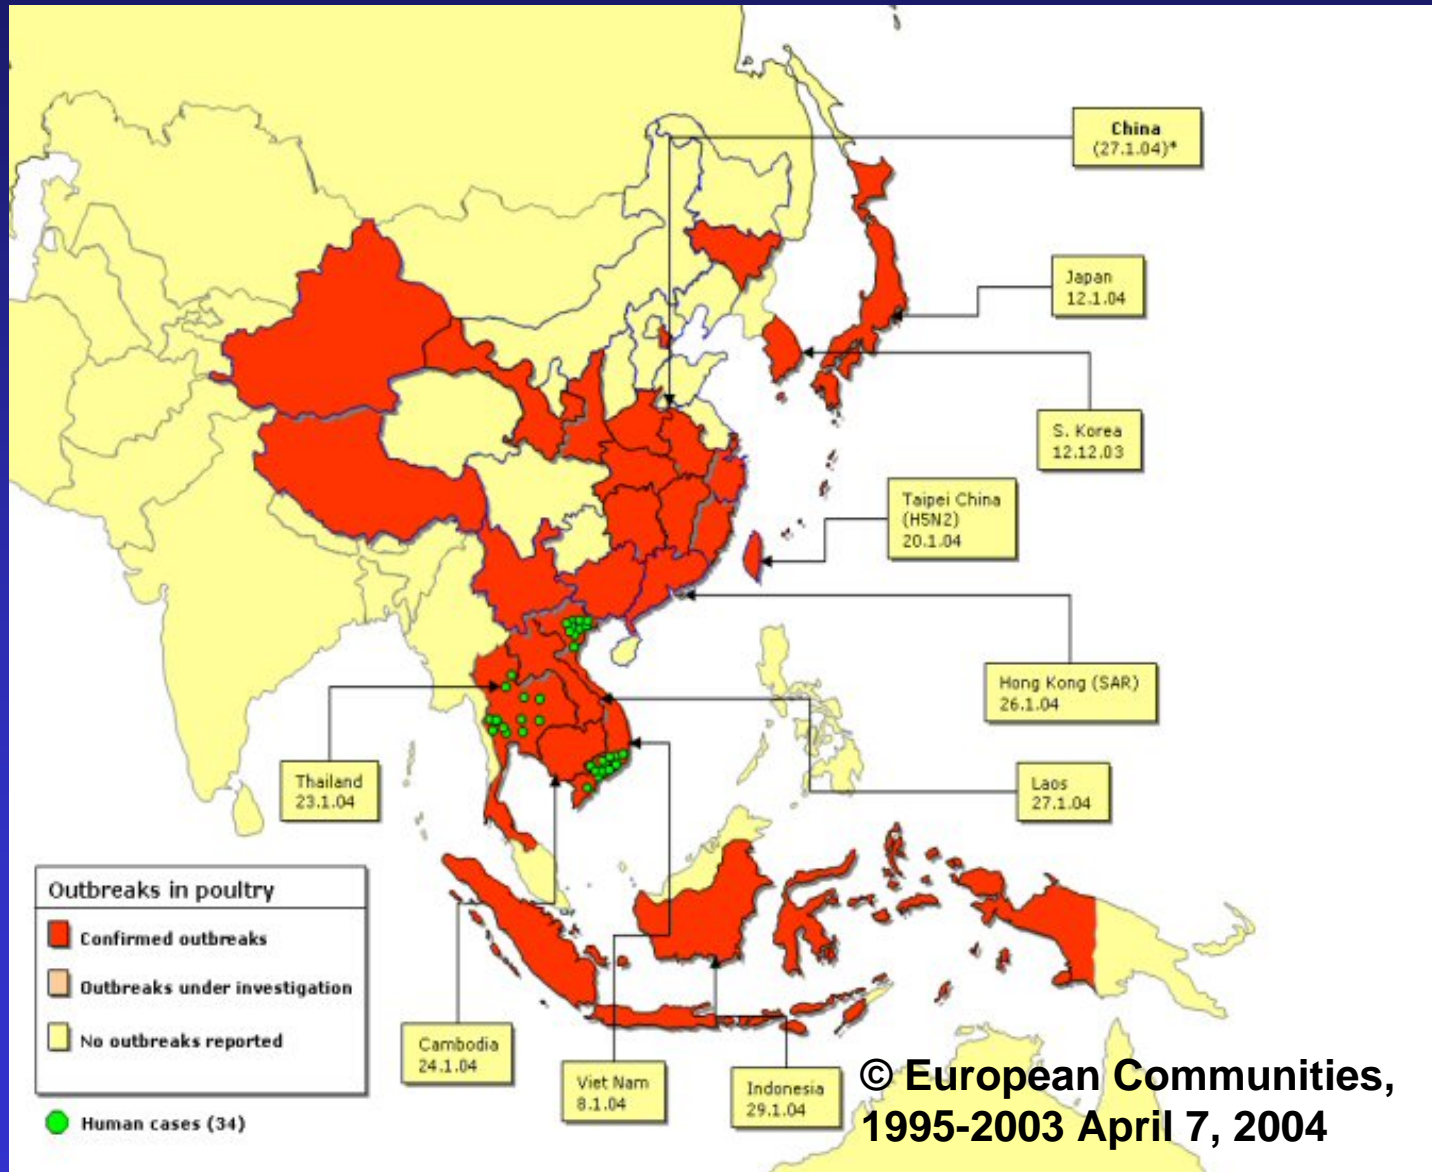 China
(27.1.04)*
Japan
12.1.04
S. Korea
12.12.03
Taipei China
(H5N2)
20.1.04
Hong Kong (SAR)
26.1.04
Laos
27.1.04
Thailand
23.1.04
Outbreaks in poultry
Confirmed outbreaks
Outbreaks under investigation
No outbreaks reported
Human cases (34)
Cambodia
24.1.04
Viet Nam
8.1.04
Indonesia
29.1.04
© European Communities,
1995-2003 April 7, 2004